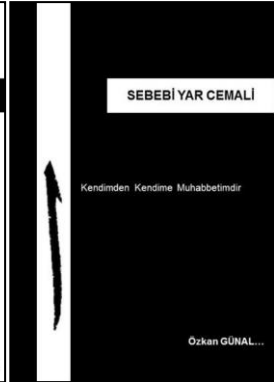 SEBEBİ YAR CEMALİ
Kendimden Kendime Muhabbetimdir
Özkan GÜNAL...